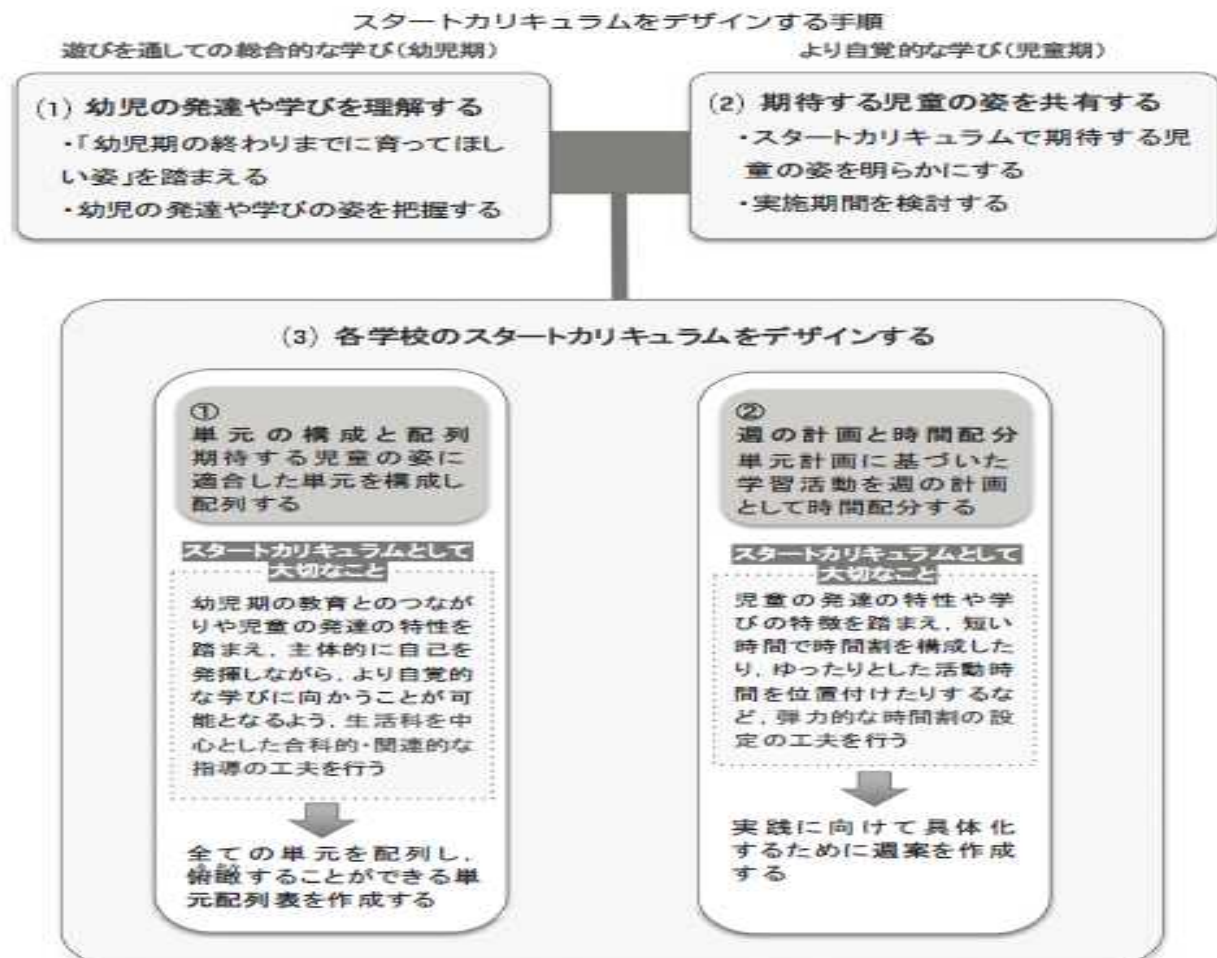 スタートカリキュラムをデザインする手順
遊びを通しての総合的な学び(幼児期)
より自覚的な学び(児童期)
(1) 幼児の発達や学びを理解する
・「幼児期の終わりまでに育ってほし
い姿」を踏まえる
・幼児の発達や学びの姿を把握する
(2) 期待する児童の姿を共有する
・スタートカリキュラムで期待する児
童の姿を明らかにする
・実施期間を検討する
(3) 各学校のスタートカリキュラムをデザインする
①
単元の構成と配列
期待する児童の姿に
適合した単元を構成し
配列する
スタートカリキュラムとして
大切なこと
幼児期の教育とのつなが
りや児童の発達の特性を
踏まえ,主体的に自己を
発揮しながら,より自覚的
な学びに向かうことが可
能となるよう,生活科を中
心とした合科的・関連的な
指導の工夫を行う
全ての単元を配列し,
俯瞰することができる単
元配列表を作成する
②
週の計画と時間配分
単元計画に基づいた
学習活動を週の計画
として時間配分する
スタートカリキュラムとして
大切なこと
児童の発達の特性や学
びの特徴を踏まえ,短い
時間で時間割を構成した
り,ゆったりとした活動時
間を位置付けたりするな
ど,弾力的な時間割の設
定の工夫を行う
実践に向けて具体化
するために週案を作成
する